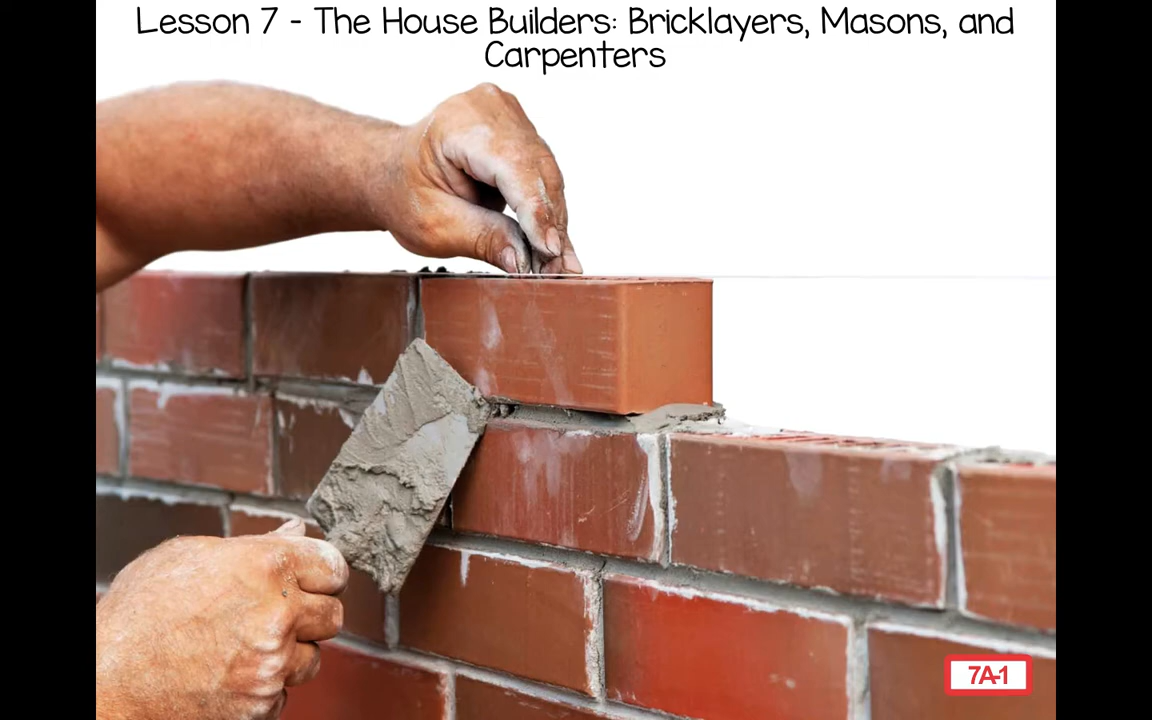 Lesson 7 - The House Builders: Bricklayers, Masons, and
Carpenters
7A-1